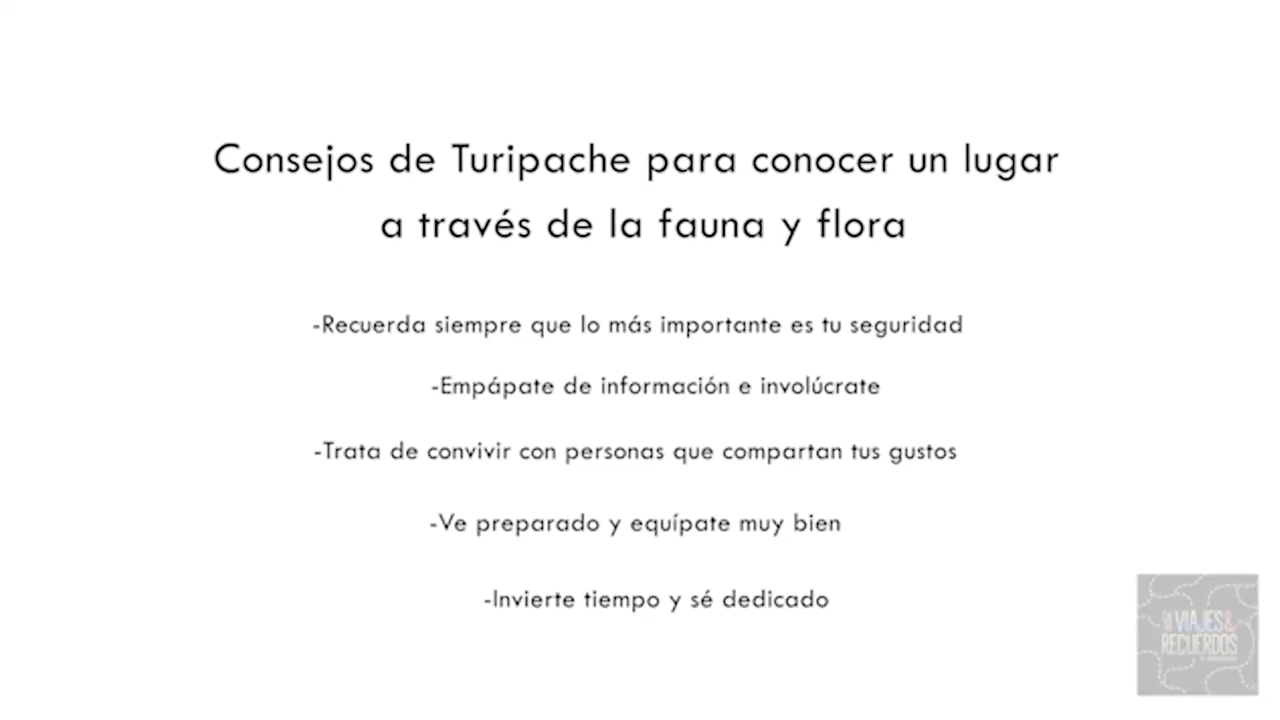 Consejos de Turipache para conocer un lugar
a través de la fauna y flora
-Recuerda siempre que lo más importante es tu seguridad
-Empápate de información e involúcrate
-Trata de convivir con personas que compartan tus gustos
-Ve preparado y equípate muy bien
-Invierte tiempo y sé dedicado
VIAJES&
RECUERDOS